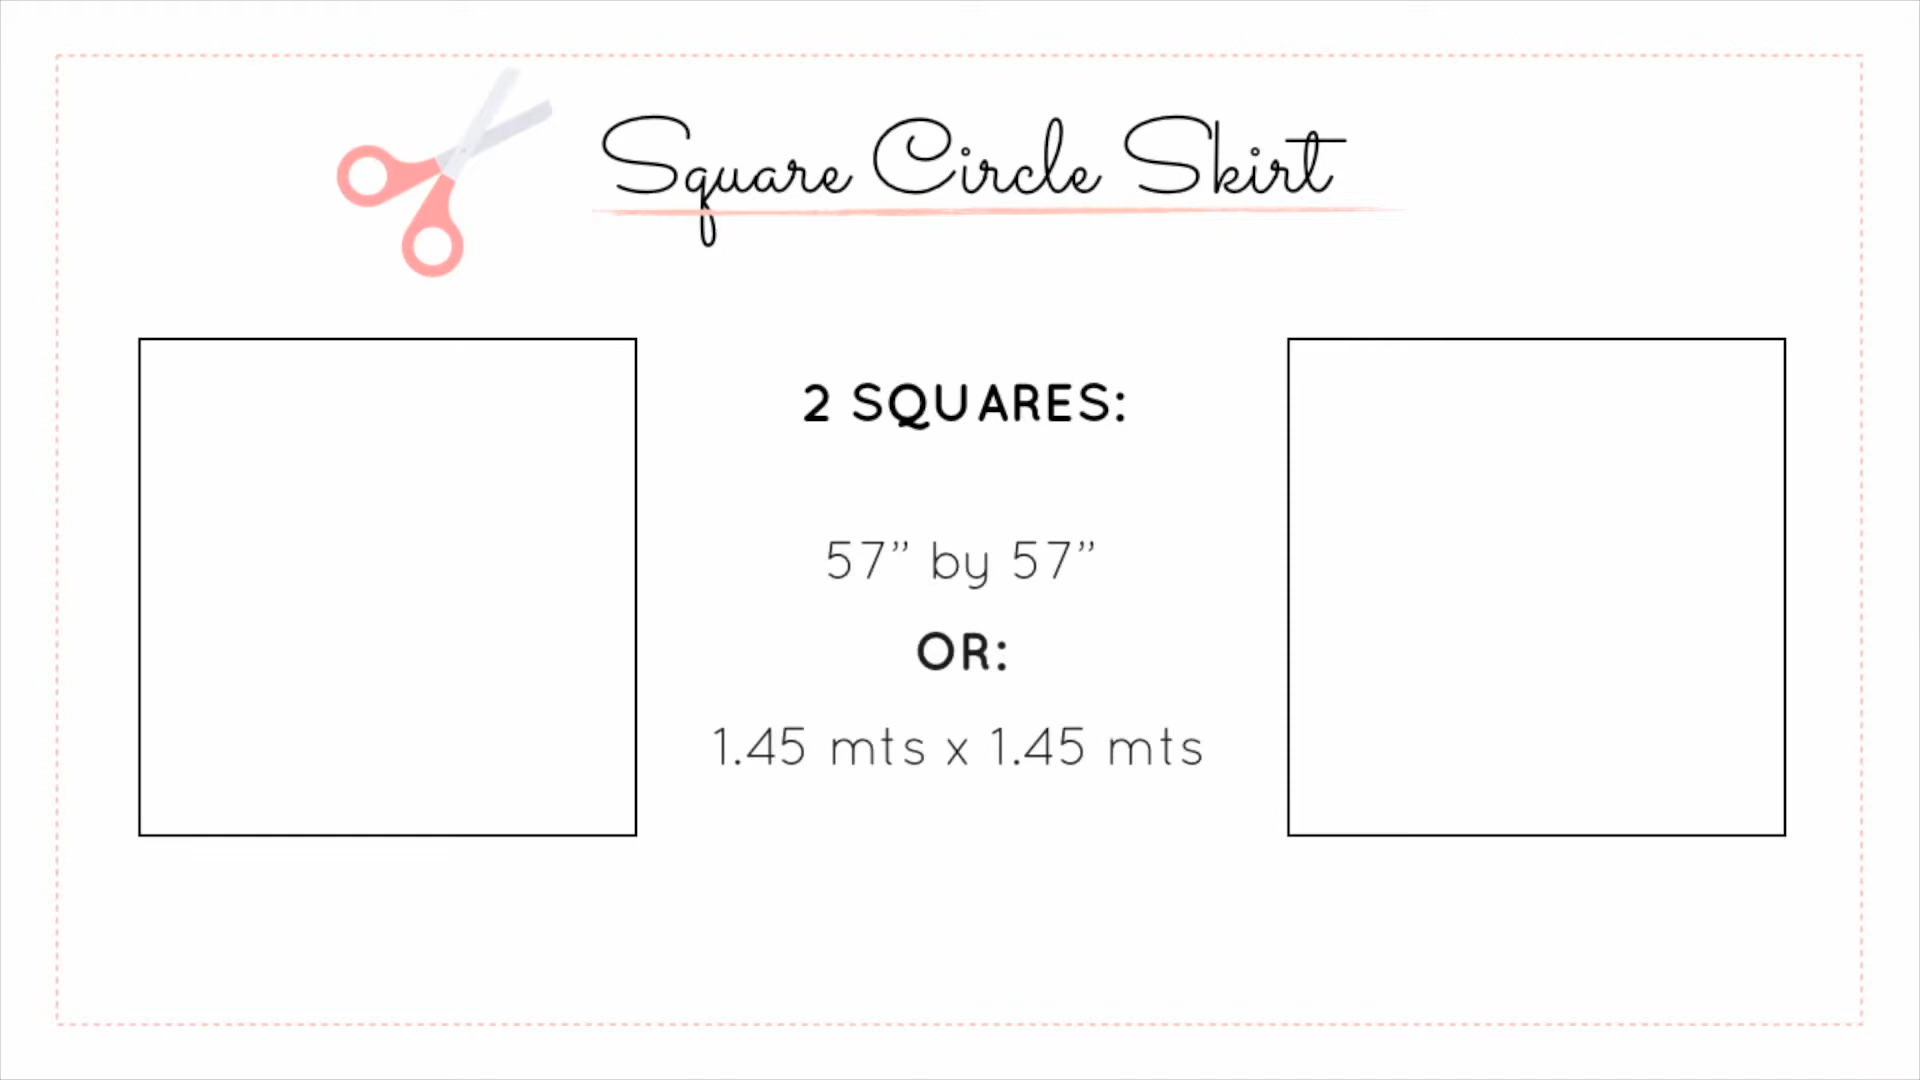 Square Circle Skirt
2 SQUARES:
57” by 57”
OR:
1.45 mts x 1.45 mts